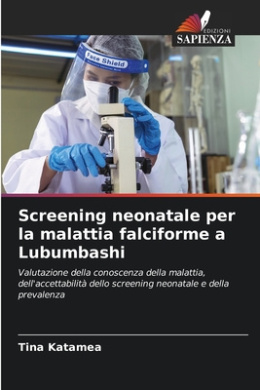 EDIZIONI
SAPIENZA
Face Shield
Screening neonatale per
la malattia falciforme a
Lubumbashi
Valutazione della conoscenza della malattia,
dell'accettabilità dello screening neonatale e della
prevalenza
Tina Katamea